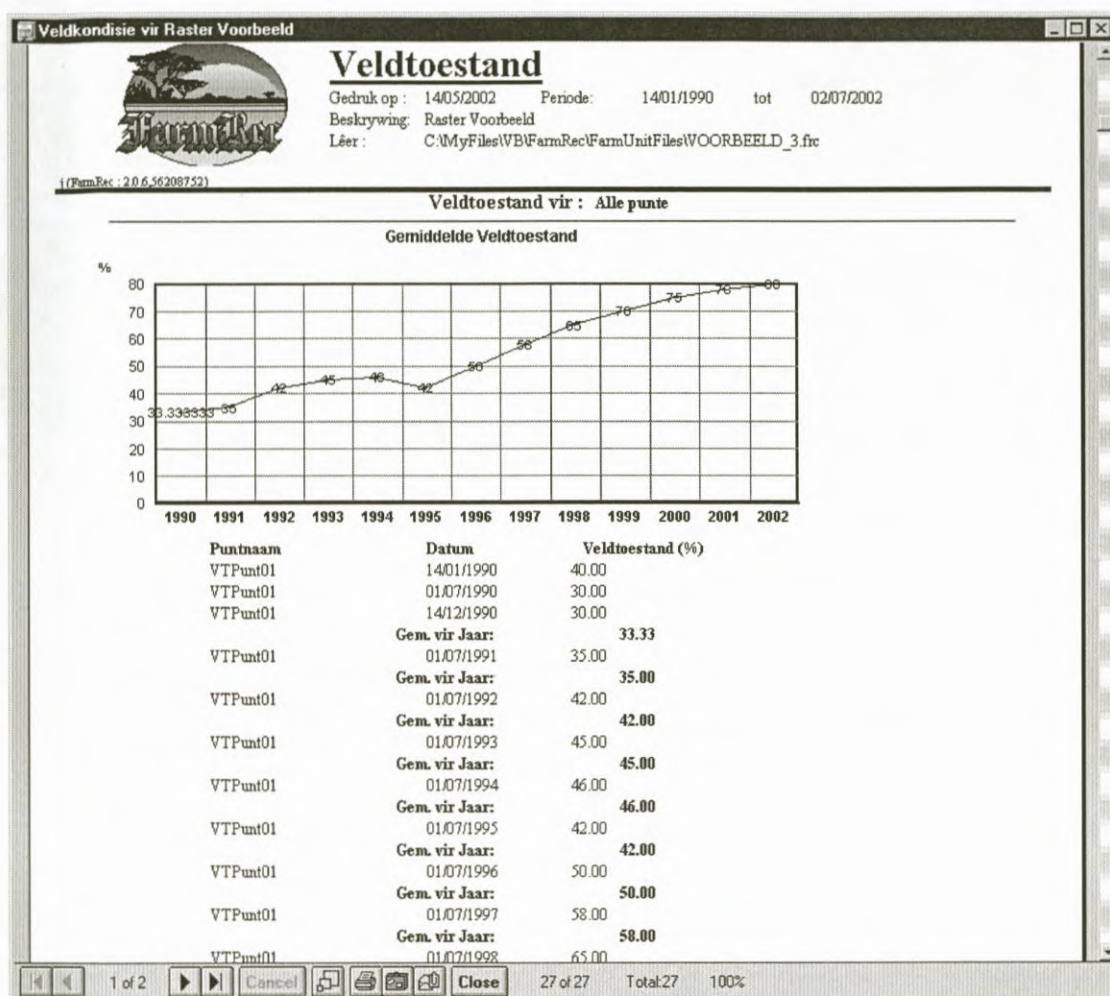 Veldkondisie vir Raster Voorbeeld
FarmRec
Veldtoestand
Gedruk op : 14/05/2002 Periode: 14/01/1990 tot 02/07/2002
Beskrywing: Raster Voorbeeld
Lêer : C:\MyFiles\VB\FarmRec\FarmUnitFiles\VOORBEELD_3.frc
(FarmRec : 2.0.6,56208752)
Veldtoestand vir : Alle punte
Gemiddelde Veldtoestand
%
80
70
60
50
40
30
20
10
0
33.333333 35 42 45 46 42 50 58 65 70 75 78 80
1990 1991 1992 1993 1994 1995 1996 1997 1998 1999 2000 2001 2002
Puntnaam Datum Veldtoestand (%)
VTPunt01 14/01/1990 40.00
VTPunt01 01/07/1990 30.00
VTPunt01 14/12/1990 30.00
Gem. vir Jaar: 33.33
VTPunt01 01/07/1991 35.00
Gem. vir Jaar: 35.00
VTPunt01 01/07/1992 42.00
Gem. vir Jaar: 42.00
VTPunt01 01/07/1993 45.00
Gem. vir Jaar: 45.00
VTPunt01 01/07/1994 46.00
Gem. vir Jaar: 46.00
VTPunt01 01/07/1995 42.00
Gem. vir Jaar: 42.00
VTPunt01 01/07/1996 50.00
Gem. vir Jaar: 50.00
VTPunt01 01/07/1997 58.00
Gem. vir Jaar: 58.00
VTPunt01 01/07/1998 65.00
1 of 2 Cancel Close 27 of 27 Total:27 100%